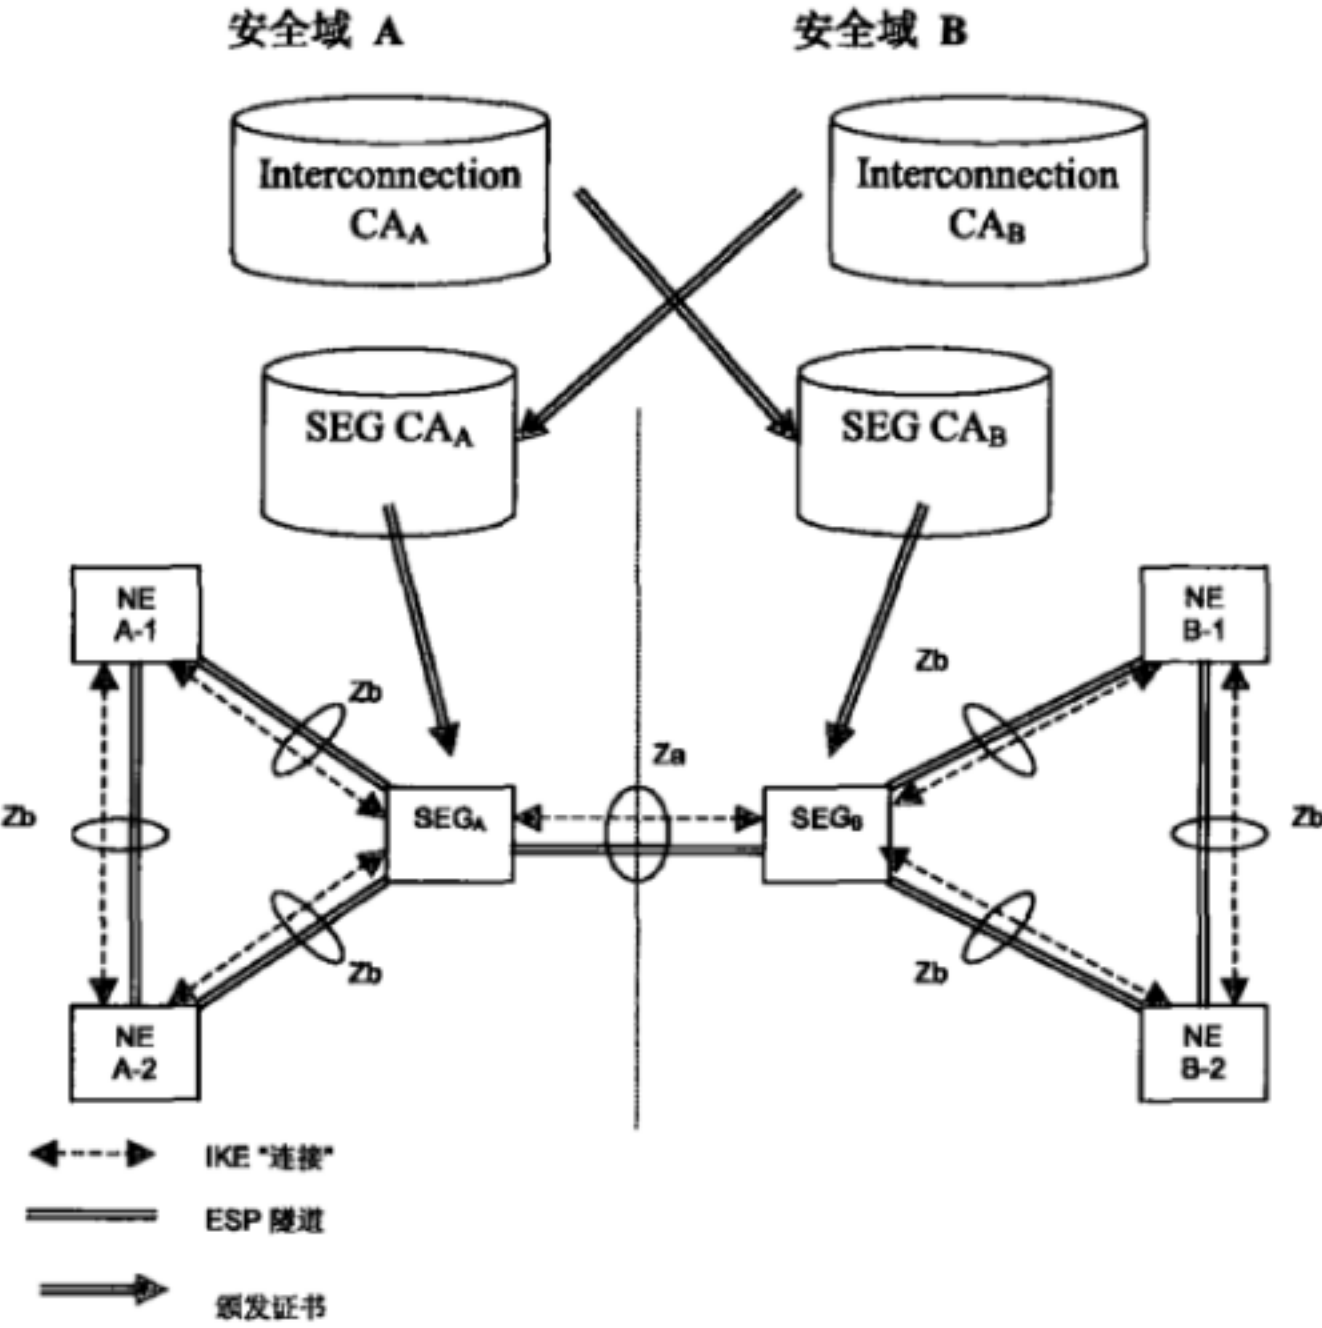 安全域 A
安全域 B
Interconnection
CAA
Interconnection
CAB
SEG CAA
SEG CAB
NE
A-1
NE
B-1
Zb
Zb
Za
Zb
SEGA
SEGB
Zb
Zb
Zb
NE
A-2
NE
B-2
IKE "连接"
ESP 隧道
颁发证书